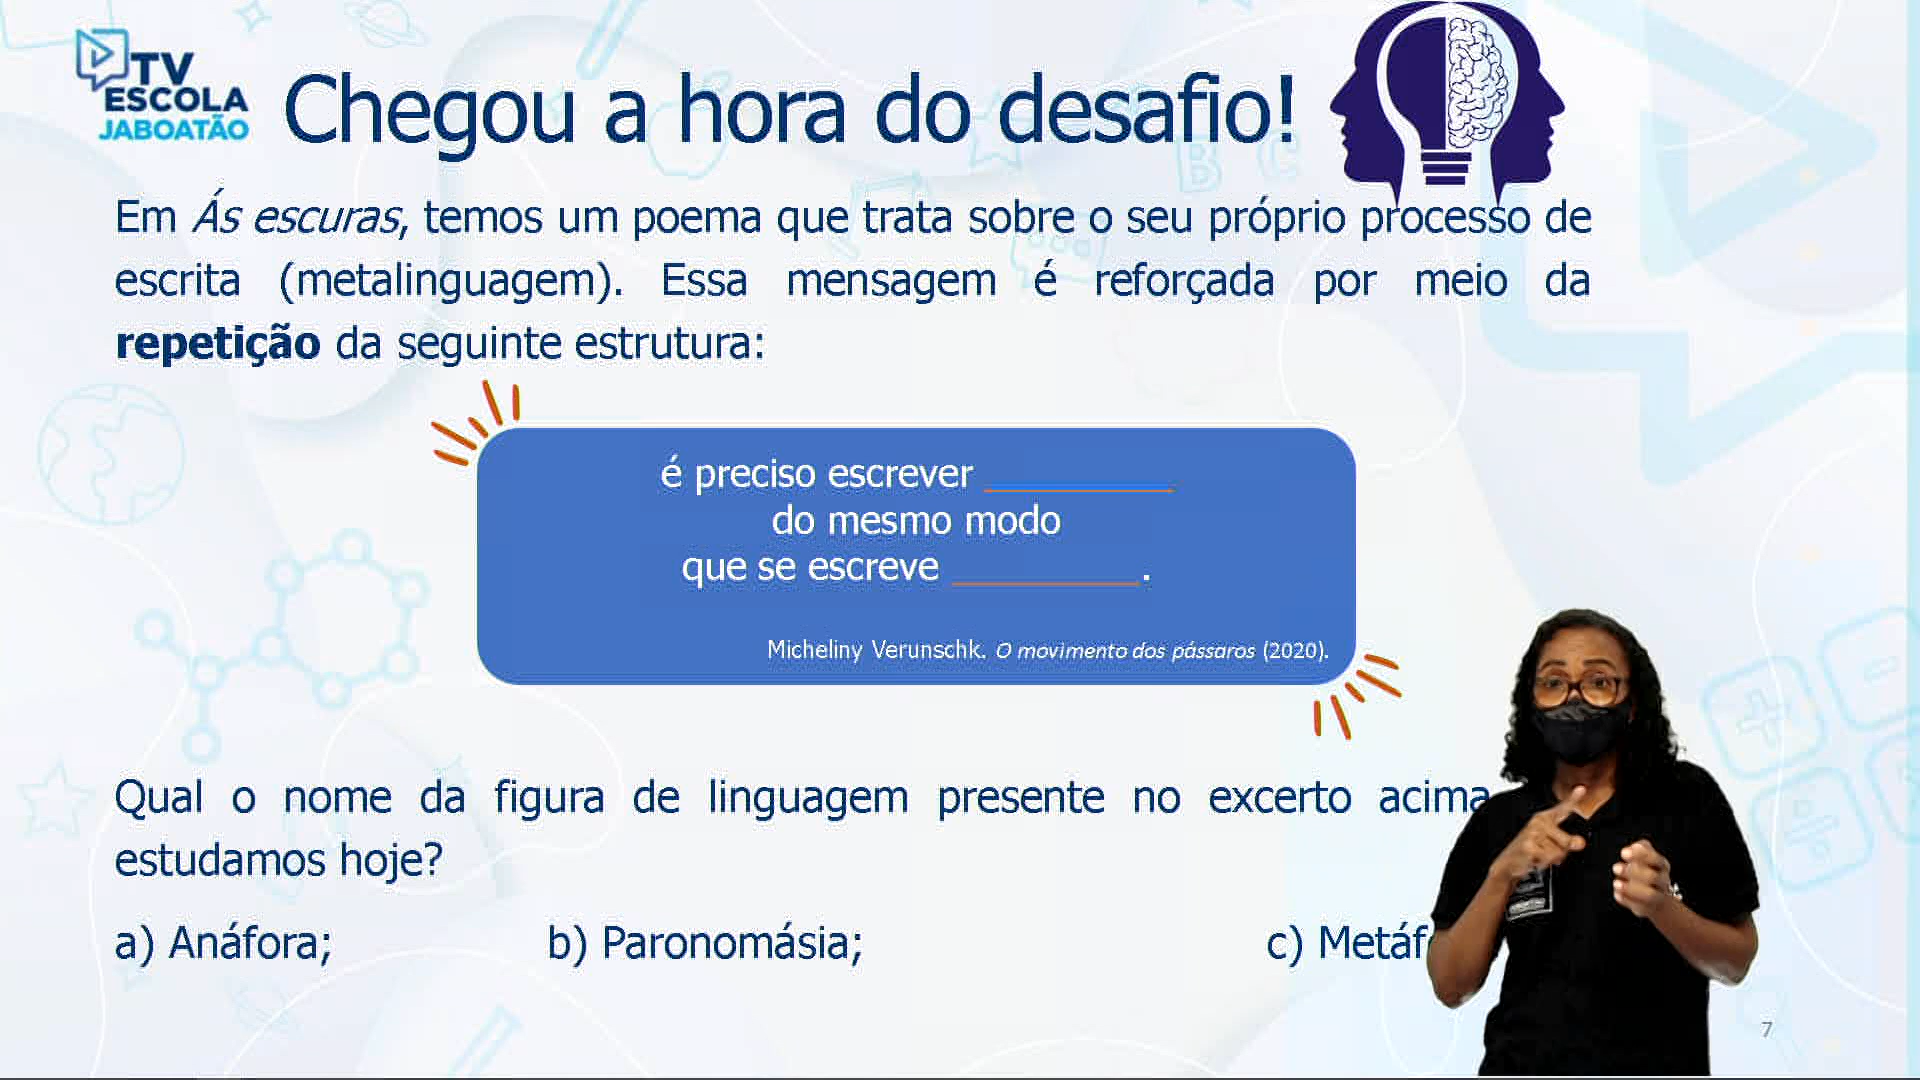 TV
ESCOLA
JABOATÃO
Chegou a hora do desafio!
Em Ás escuras, temos um poema que trata sobre o seu próprio processo de
escrita (metalinguagem). Essa mensagem é reforçada por meio da
repetição da seguinte estrutura:
é preciso escrever _________
do mesmo modo
que se escreve _________.
Micheliny Verunschk. O movimento dos pássaros (2020).
Qual o nome da figura de linguagem presente no excerto acima
estudamos hoje?
a) Anáfora; b) Paronomásia; c)
7